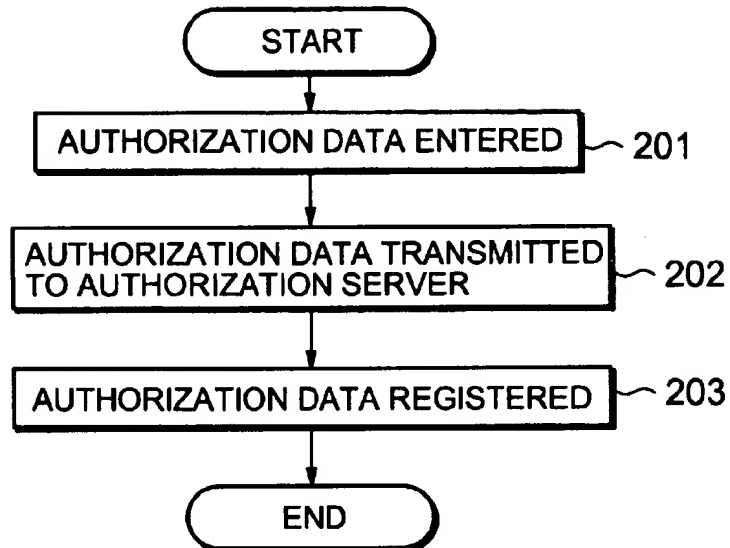 START
AUTHORIZATION DATA ENTERED
201
AUTHORIZATION DATA TRANSMITTED
TO AUTHORIZATION SERVER
202
AUTHORIZATION DATA REGISTERED
203
END